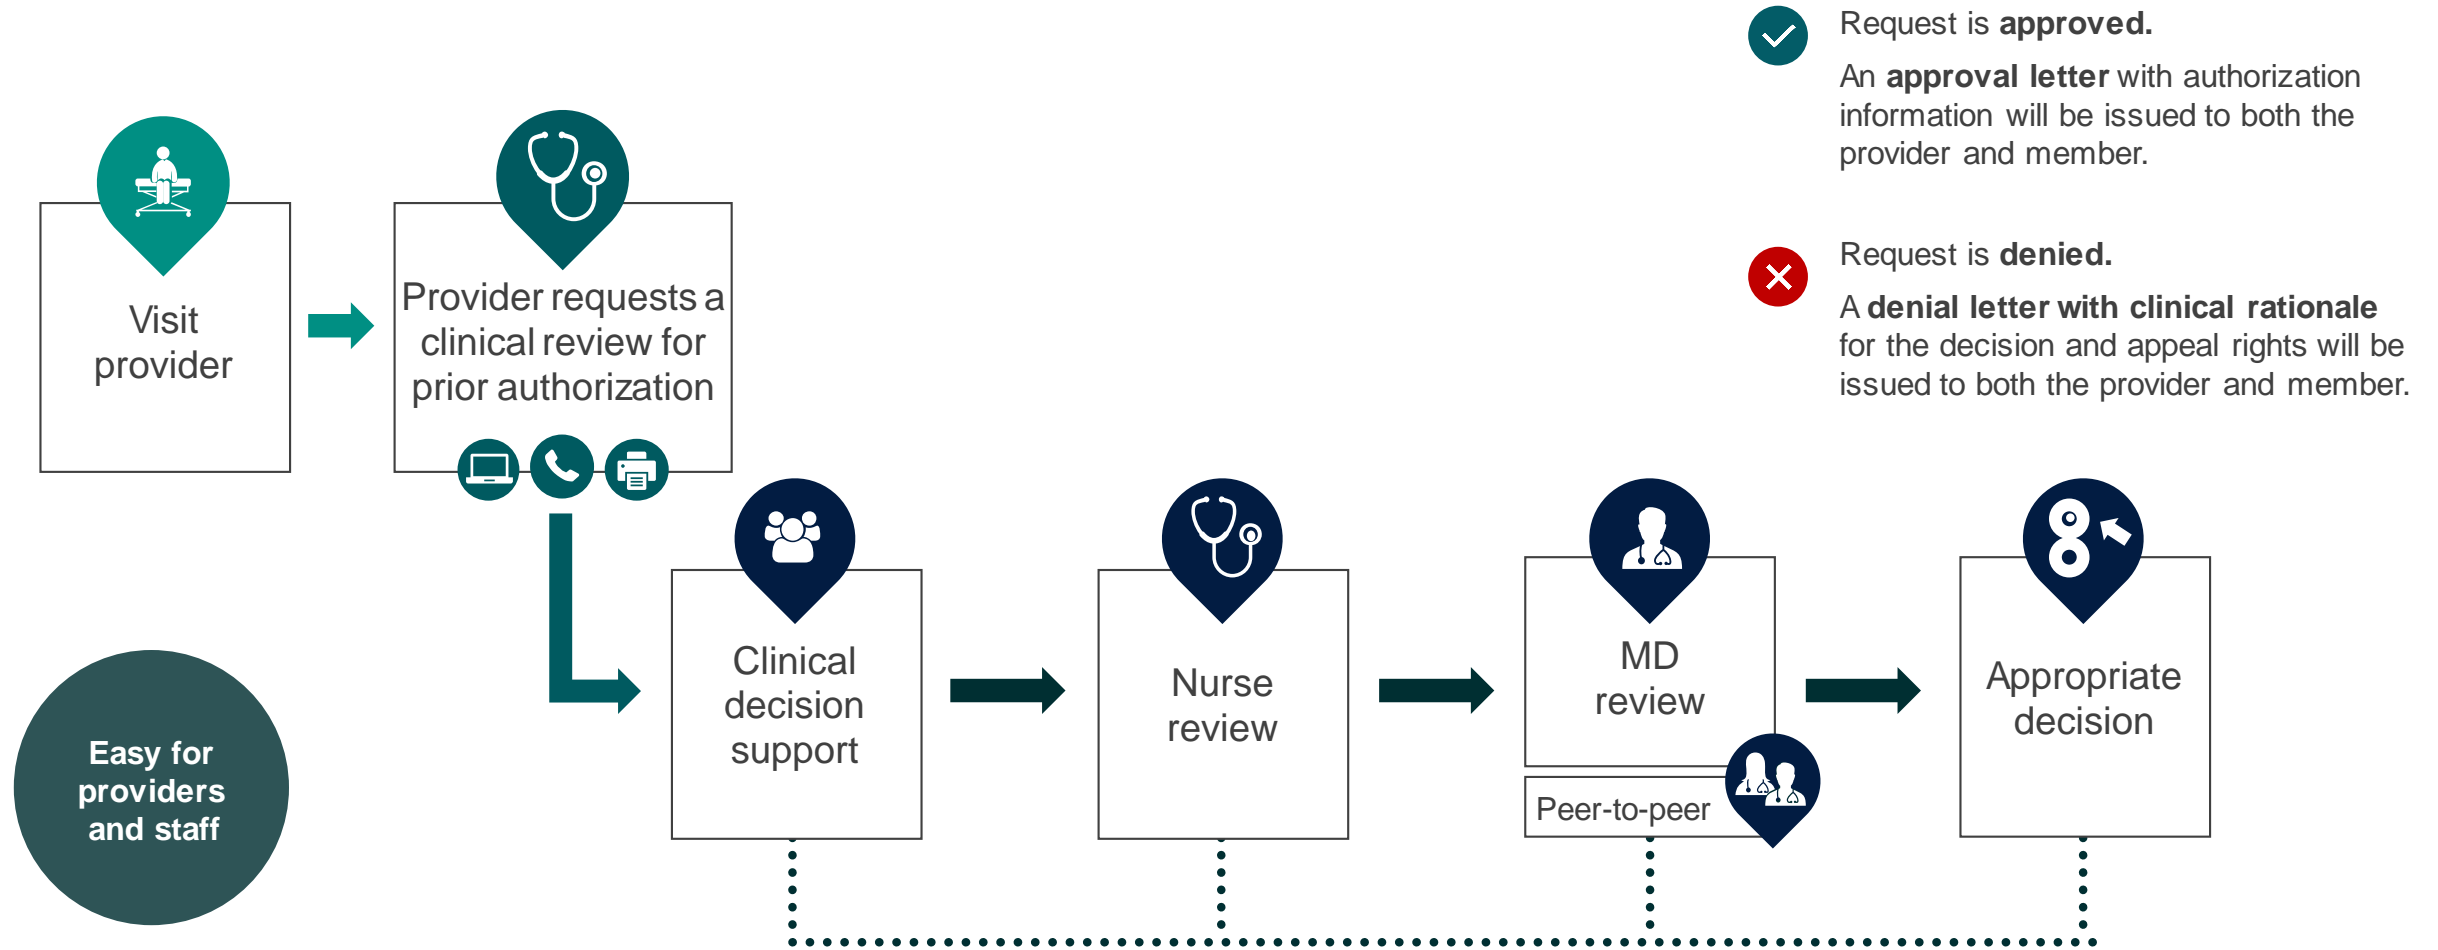 Request is approved.
An approval letter with authorization
information will be issued to both the
provider and member.
Request is denied.
A denial letter with clinical rationale
for the decision and appeal rights will be
issued to both the provider and member.
Visit
provider
Provider requests a
clinical review for
prior authorization
Clinical
decision
support
Nurse
review
MD
review
Peer-to-peer
Appropriate
decision
Easy for
providers
and staff